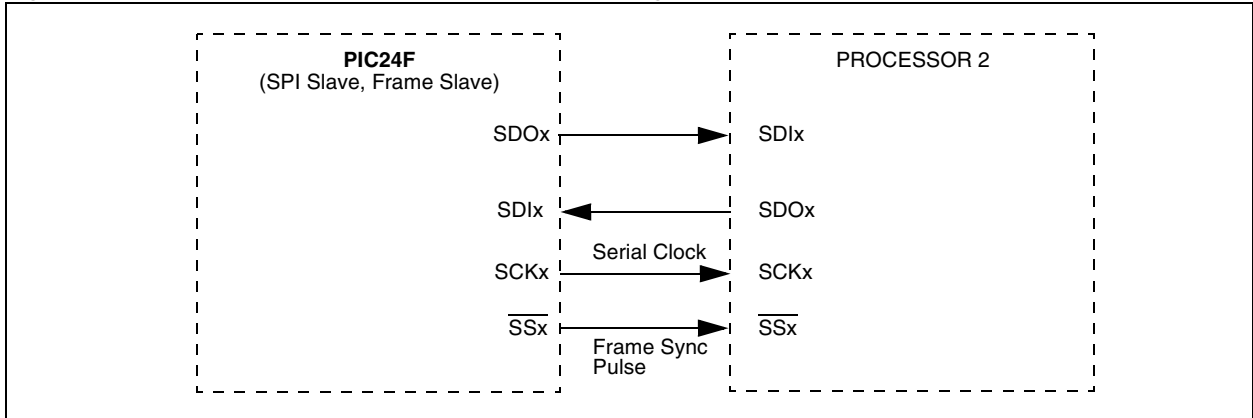 PIC24F
(SPI Slave, Frame Slave)
PROCESSOR 2
SDOx
SDIx
SDIx
SDOx
Serial Clock
SCKx
SCKx
SSx
SSx
Frame Sync
Pulse